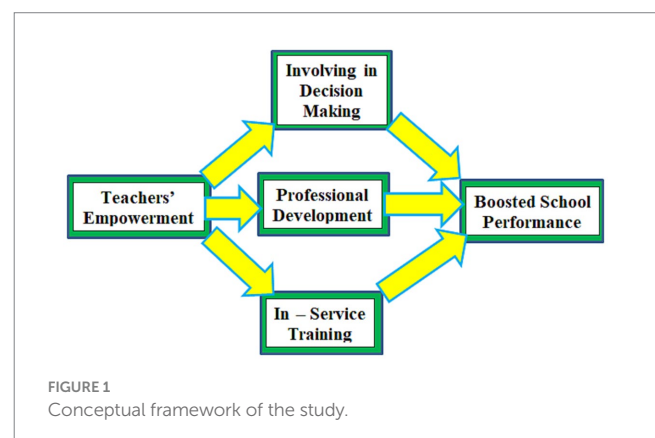 Involving in
Decision
Making
Teachers'
Empowerment
Professional
Development
Boosted School
Performance
In – Service
Training
FIGURE 1
Conceptual framework of the study.